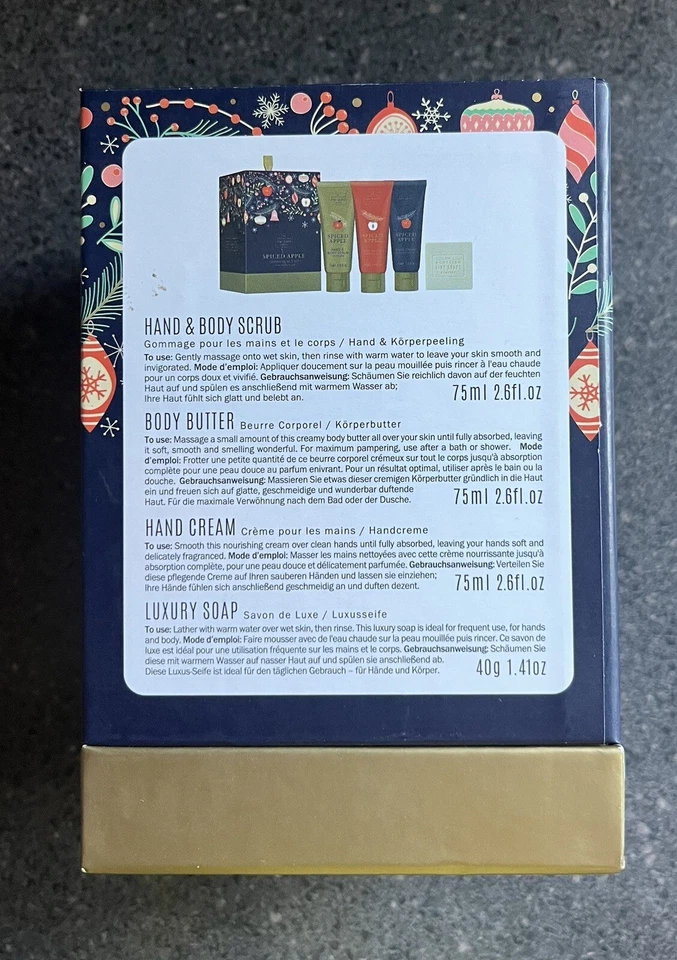 SPICED APPLE
SPICED
APPLE
SPICED
APPLE
SPICED
APPLE
HAND & BODY SCRUB
Gommage pour les mains et le corps / Hand & Körperpeeling
To use: Gently massage onto wet skin, then rinse with warm water to leave your skin smooth and
invigorated. Mode d'emploi: Appliquer doucement sur la peau mouillée puis rincer à l'eau chaude
pour un corps doux et vivifié. Gebrauchsanweisung: Schäumen Sie reichlich davon auf der feuchten
Haut auf und spülen es anschließend mit warmem Wasser ab;
Ihre Haut fühlt sich glatt und belebt an.
75ml 2.6fl.oz
BODY BUTTER Beurre Corporel / Körperbutter
To use: Massage a small amount of this creamy body butter all over your skin until fully absorbed, leaving
it soft, smooth and smelling wonderful. For maximum pampering, use after a bath or shower. Mode
d'emploi: Frotter une petite quantité de ce beurre corporel crémeux sur tout le corps jusqu'à absorption
complète pour une peau douce au parfum enivrant. Pour un résultat optimal, utiliser après le bain ou la
douche. Gebrauchsanweisung: Massieren Sie etwas dieser cremigen Körperbutter gründlich in die Haut
ein und freuen sich auf glatte, geschmeidige und wunderbar duftende
Haut. Für die maximale Verwöhnung nach dem Bad oder der Dusche.
75ml 2.6fl.oz
HAND CREAM Crème pour les mains / Handcreme
To use: Smooth this nourishing cream over clean hands until fully absorbed, leaving your hands soft and
delicately fragranced. Mode d'emploi: Masser les mains nettoyées avec cette crème nourrissante jusqu'à
absorption complète, pour une peau douce et délicatement parfumée. Gebrauchsanweisung: Verteilen Sie
diese pflegende Creme auf Ihren sauberen Händen und lassen sie einziehen;
Ihre Hände fühlen sich anschließend geschmeidig an und duften dezent.
75ml 2.6fl.oz
LUXURY SOAP Savon de Luxe / Luxusseife
To use: Lather with warm water over wet skin, then rinse. This luxury soap is ideal for frequent use, for hands
and body. Mode d'emploi: Faire mousser avec de l'eau chaude sur la peau mouillée puis rincer. Ce savon de
luxe est idéal pour une utilisation fréquente sur les mains et le corps. Gebrauchsanweisung: Schäumen Sie
diese mit warmem Wasser auf nasser Haut auf und spülen sie anschließend ab.
Diese Luxus-Seife ist ideal für den täglichen Gebrauch – für Hände und Körper.
40g 1.41oz